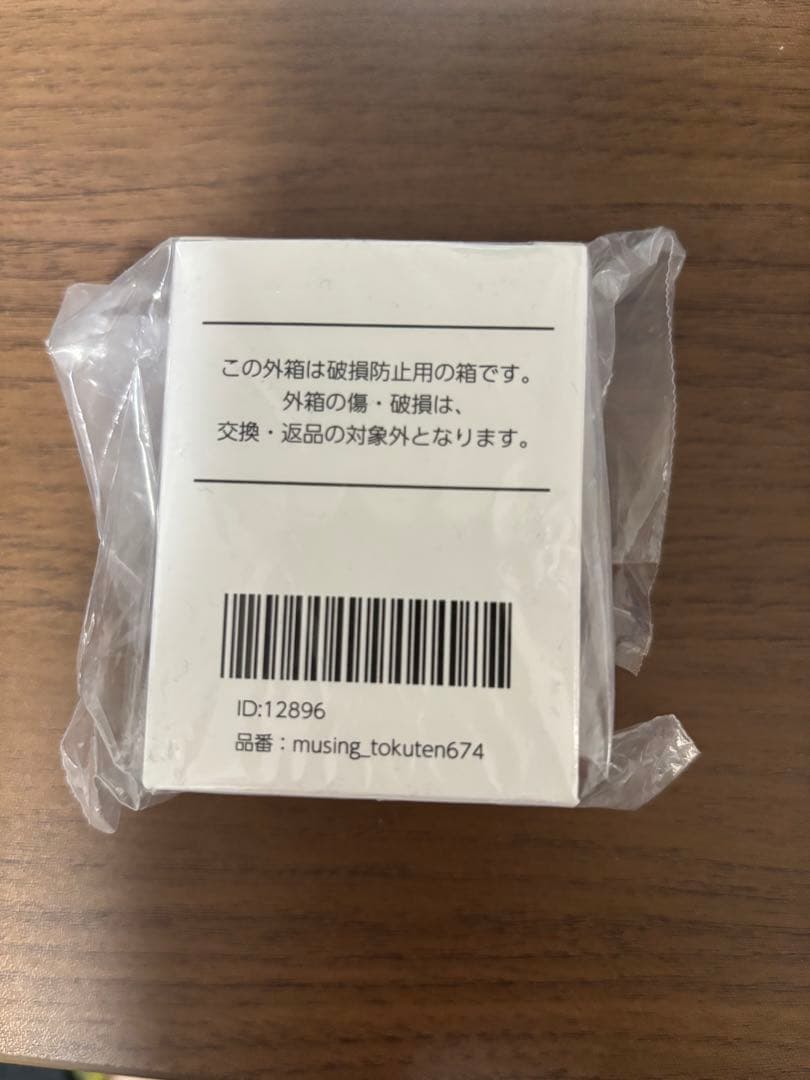 この外箱は破損防止用の箱です。
外箱の傷・破損は、
交換・返品の対象外となります。
ID:12896
品番：musing_tokuten674